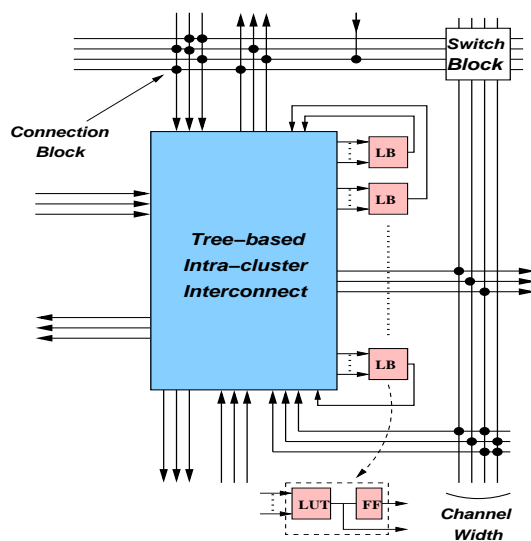 Switch
Block
Connection
Block
LB
LB
Tree-based
Intra-cluster
Interconnect
LB
LUT
FF
Channel
Width